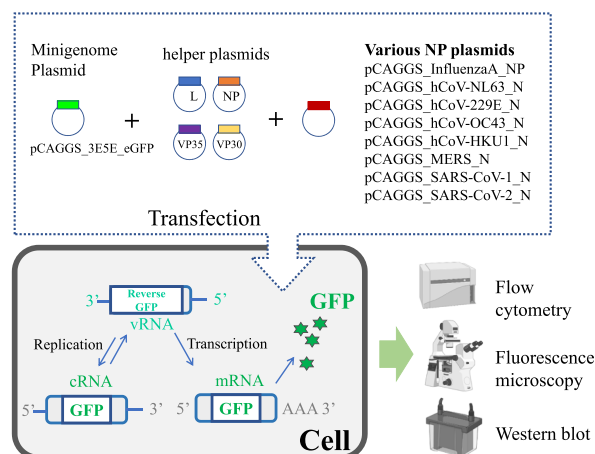 Minigenome
Plasmid
pCAGGS_3E5E_eGFP
+
helper plasmids
L
NP
VP35
VP30
+
Various NP plasmids
pCAGGS_InfluenzaA_NP
pCAGGS_hCoV-NL63_N
pCAGGS_hCoV-229E_N
pCAGGS_hCoV-OC43_N
pCAGGS_hCoV-HKU1_N
pCAGGS_MERS_N
pCAGGS_SARS-CoV-1_N
pCAGGS_SARS-CoV-2_N
Transfection
3’ Reverse GFP 5’
vRNA
GFP
Replication
Transcription
cRNA
mRNA
5’ GFP 3’
5’ GFP AAA 3’
Cell
Flow
cytometry
Fluorescence
microscopy
Western blot